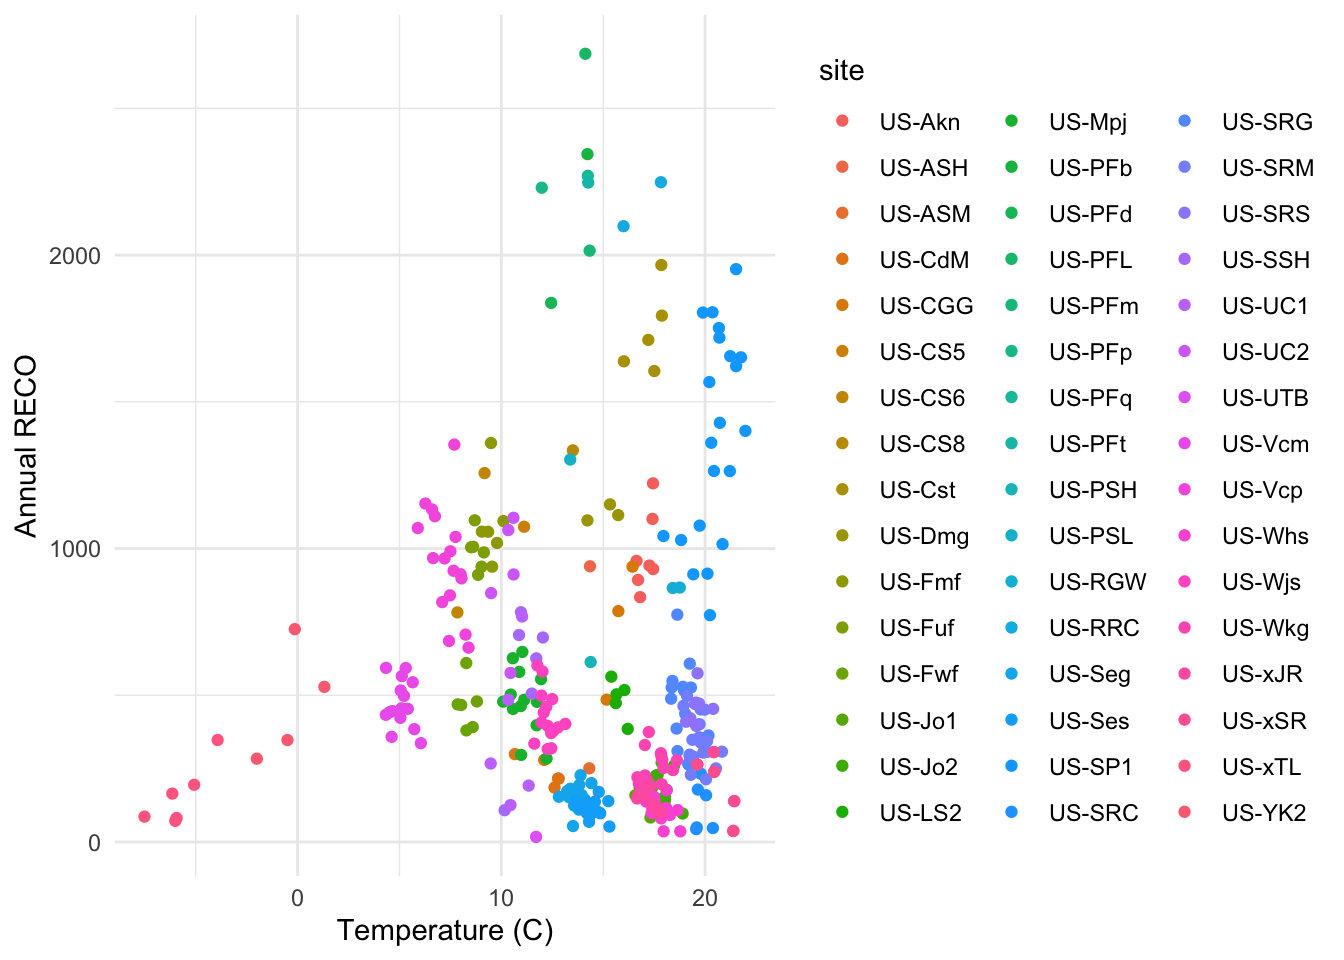 site
US-Akn US-Mpj US-SRG
US-ASH US-PFb US-SRM
US-ASM US-PFd US-SRS
US-CdM US-PFL US-SSH
US-CGG US-PFm US-UC1
US-CS5 US-PFp US-UC2
US-CS6 US-PFq US-UTB
US-CS8 US-PFt US-Vcm
US-Cst US-PSH US-Vcp
US-Dmg US-PSL US-Whs
US-Fmf US-RGW US-Wjs
US-Fuf US-RRC US-Wkg
US-Fwf US-Seg US-xJR
US-Jo1 US-Ses US-xSR
US-Jo2 US-SP1 US-xTL
US-LS2 US-SRC US-YK2
Annual RECO
2000
1000
0
0 10 20
Temperature (C)